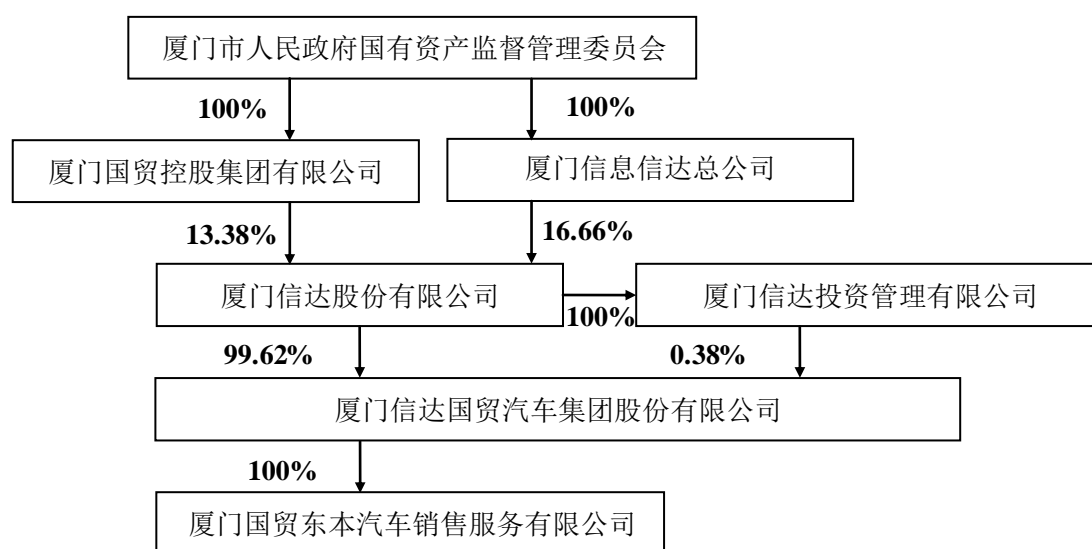 厦门市人民政府国有资产监督管理委员会
100%
100%
厦门国贸控股集团有限公司
厦门信息信达总公司
13.38%
16.66%
厦门信达股份有限公司
100%
厦门信达投资管理有限公司
99.62%
0.38%
厦门信达国贸汽车集团股份有限公司
100%
厦门国贸东本汽车销售服务有限公司